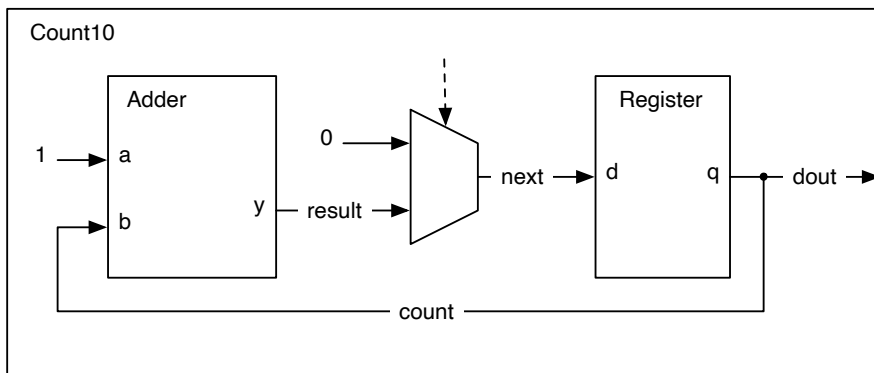 Count10
Adder
Register
0
1
a
b
y
result
next
d
q
dout
count